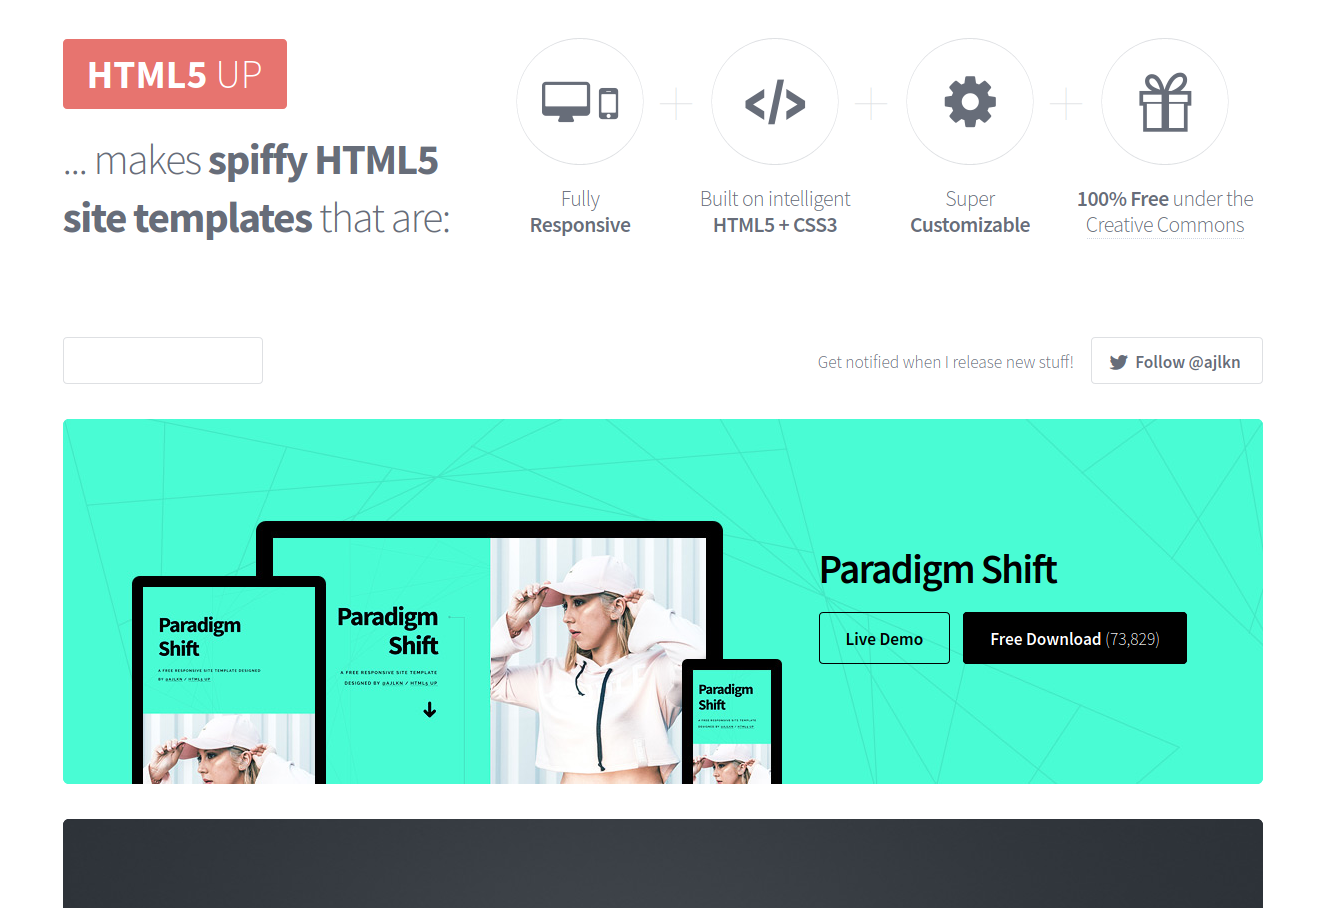 HTML5 UP
... makes spiffy HTML5
site templates that are:
Fully
Responsive
Built on intelligent
HTML5 + CSS3
Super
Customizable
100% Free under the
Creative Commons
Get notified when I release new stuff!
Follow @ajlkn
Paradigm
Shift
A FREE RESPONSIVE SITE TEMPLATE DESIGNED
BY @AJLKN / HTML5 UP
Paradigm
Shift
A FREE RESPONSIVE SITE TEMPLATE
DESIGNED BY @AJLKN / HTML5 UP
Paradigm
Shift
A FREE RESPONSIVE SITE TEMPLATE
DESIGNED BY @AJLKN / HTML5 UP
Paradigm Shift
Live Demo
Free Download (73,829)